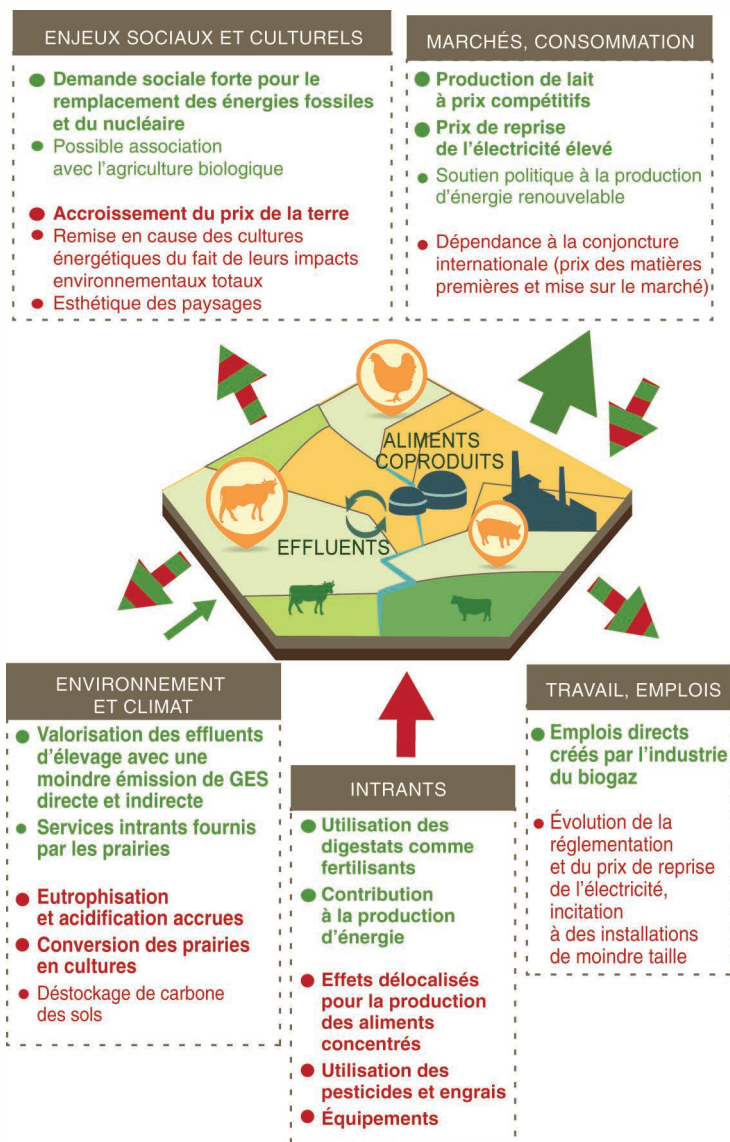 ENJEUX SOCIAUX ET CULTURELS
Demande sociale forte pour le
remplacement des énergies fossiles
et du nucléaire
Possible association
avec l'agriculture biologique
Accroissement du prix de la terre
Remise en cause des cultures
énergétiques du fait de leurs impacts
environnementaux totaux
Esthétique des paysages
MARCHÉS, CONSOMMATION
Production de lait
à prix compétitifs
Prix de reprise
de l'électricité élevé
Soutien politique à la production
d'énergie renouvelable
Dépendance à la conjoncture
internationale (prix des matières
premières et mise sur le marché)
ALIMENTS
COPRODUITS
EFFLUENTS
ENVIRONNEMENT
ET CLIMAT
Valorisation des effluents
d'élevage avec une
moindre émission de GES
directe et indirecte
Services intrants fournis
par les prairies
Eutrophisation
et acidification accrues
Conversion des prairies
en cultures
Déstockage de carbone
des sols
INTRANTS
Utilisation des
digestats comme
fertilisants
Contribution
à la production
d'énergie
Effets délocalisés
pour la production
des aliments
concentrés
Utilisation des
pesticides et engrais
Équipements
TRAVAIL, EMPLOIS
Emplois directs
créés par l'industrie
du biogaz
Évolution de la
réglementation
et du prix de reprise
de l'électricité,
incitation
à des installations
de moindre taille